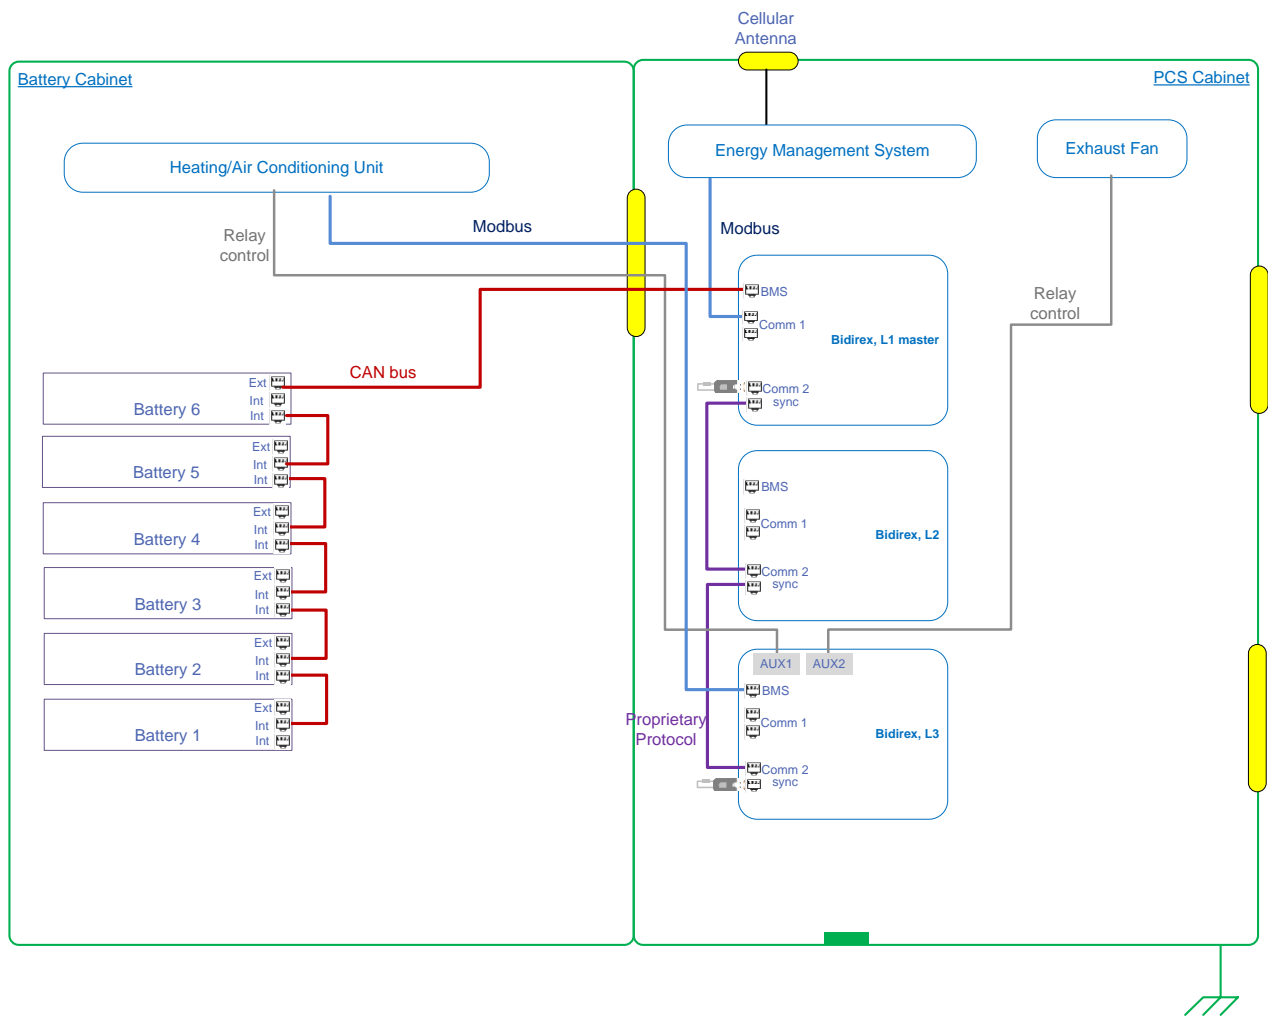 Cellular
Antenna
Battery Cabinet
PCS Cabinet
Heating/Air Conditioning Unit
Energy Management System
Exhaust Fan
Relay
control
Modbus
Modbus
BMS
Comm 1
Bidirex, L1 master
Comm 2
sync
Relay
control
CAN bus
Ext
Int
Int
Battery 6
Ext
Int
Int
Battery 5
Ext
Int
Int
Battery 4
Ext
Int
Int
Battery 3
Ext
Int
Int
Battery 2
Ext
Int
Int
Battery 1
BMS
Comm 1
Bidirex, L2
Comm 2
sync
AUX1
AUX2
BMS
Comm 1
Bidirex, L3
Comm 2
sync
Proprietary
Protocol